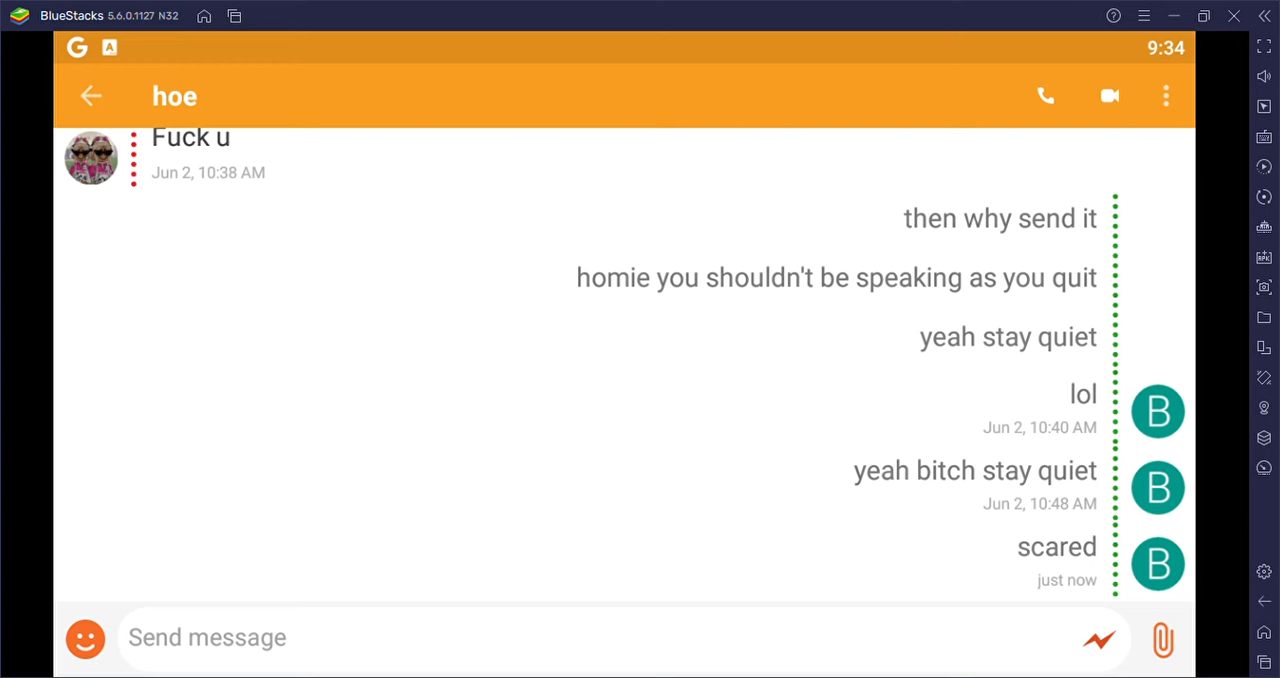 BlueStacks 5.6.0.1127 N32
G A 9:34
hoe
Fuck u
Jun 2, 10:38 AM
then why send it
homie you shouldn't be speaking as you quit
yeah stay quiet
lol
B
Jun 2, 10:40 AM
yeah bitch stay quiet
B
Jun 2, 10:48 AM
scared
B
just now
Send message